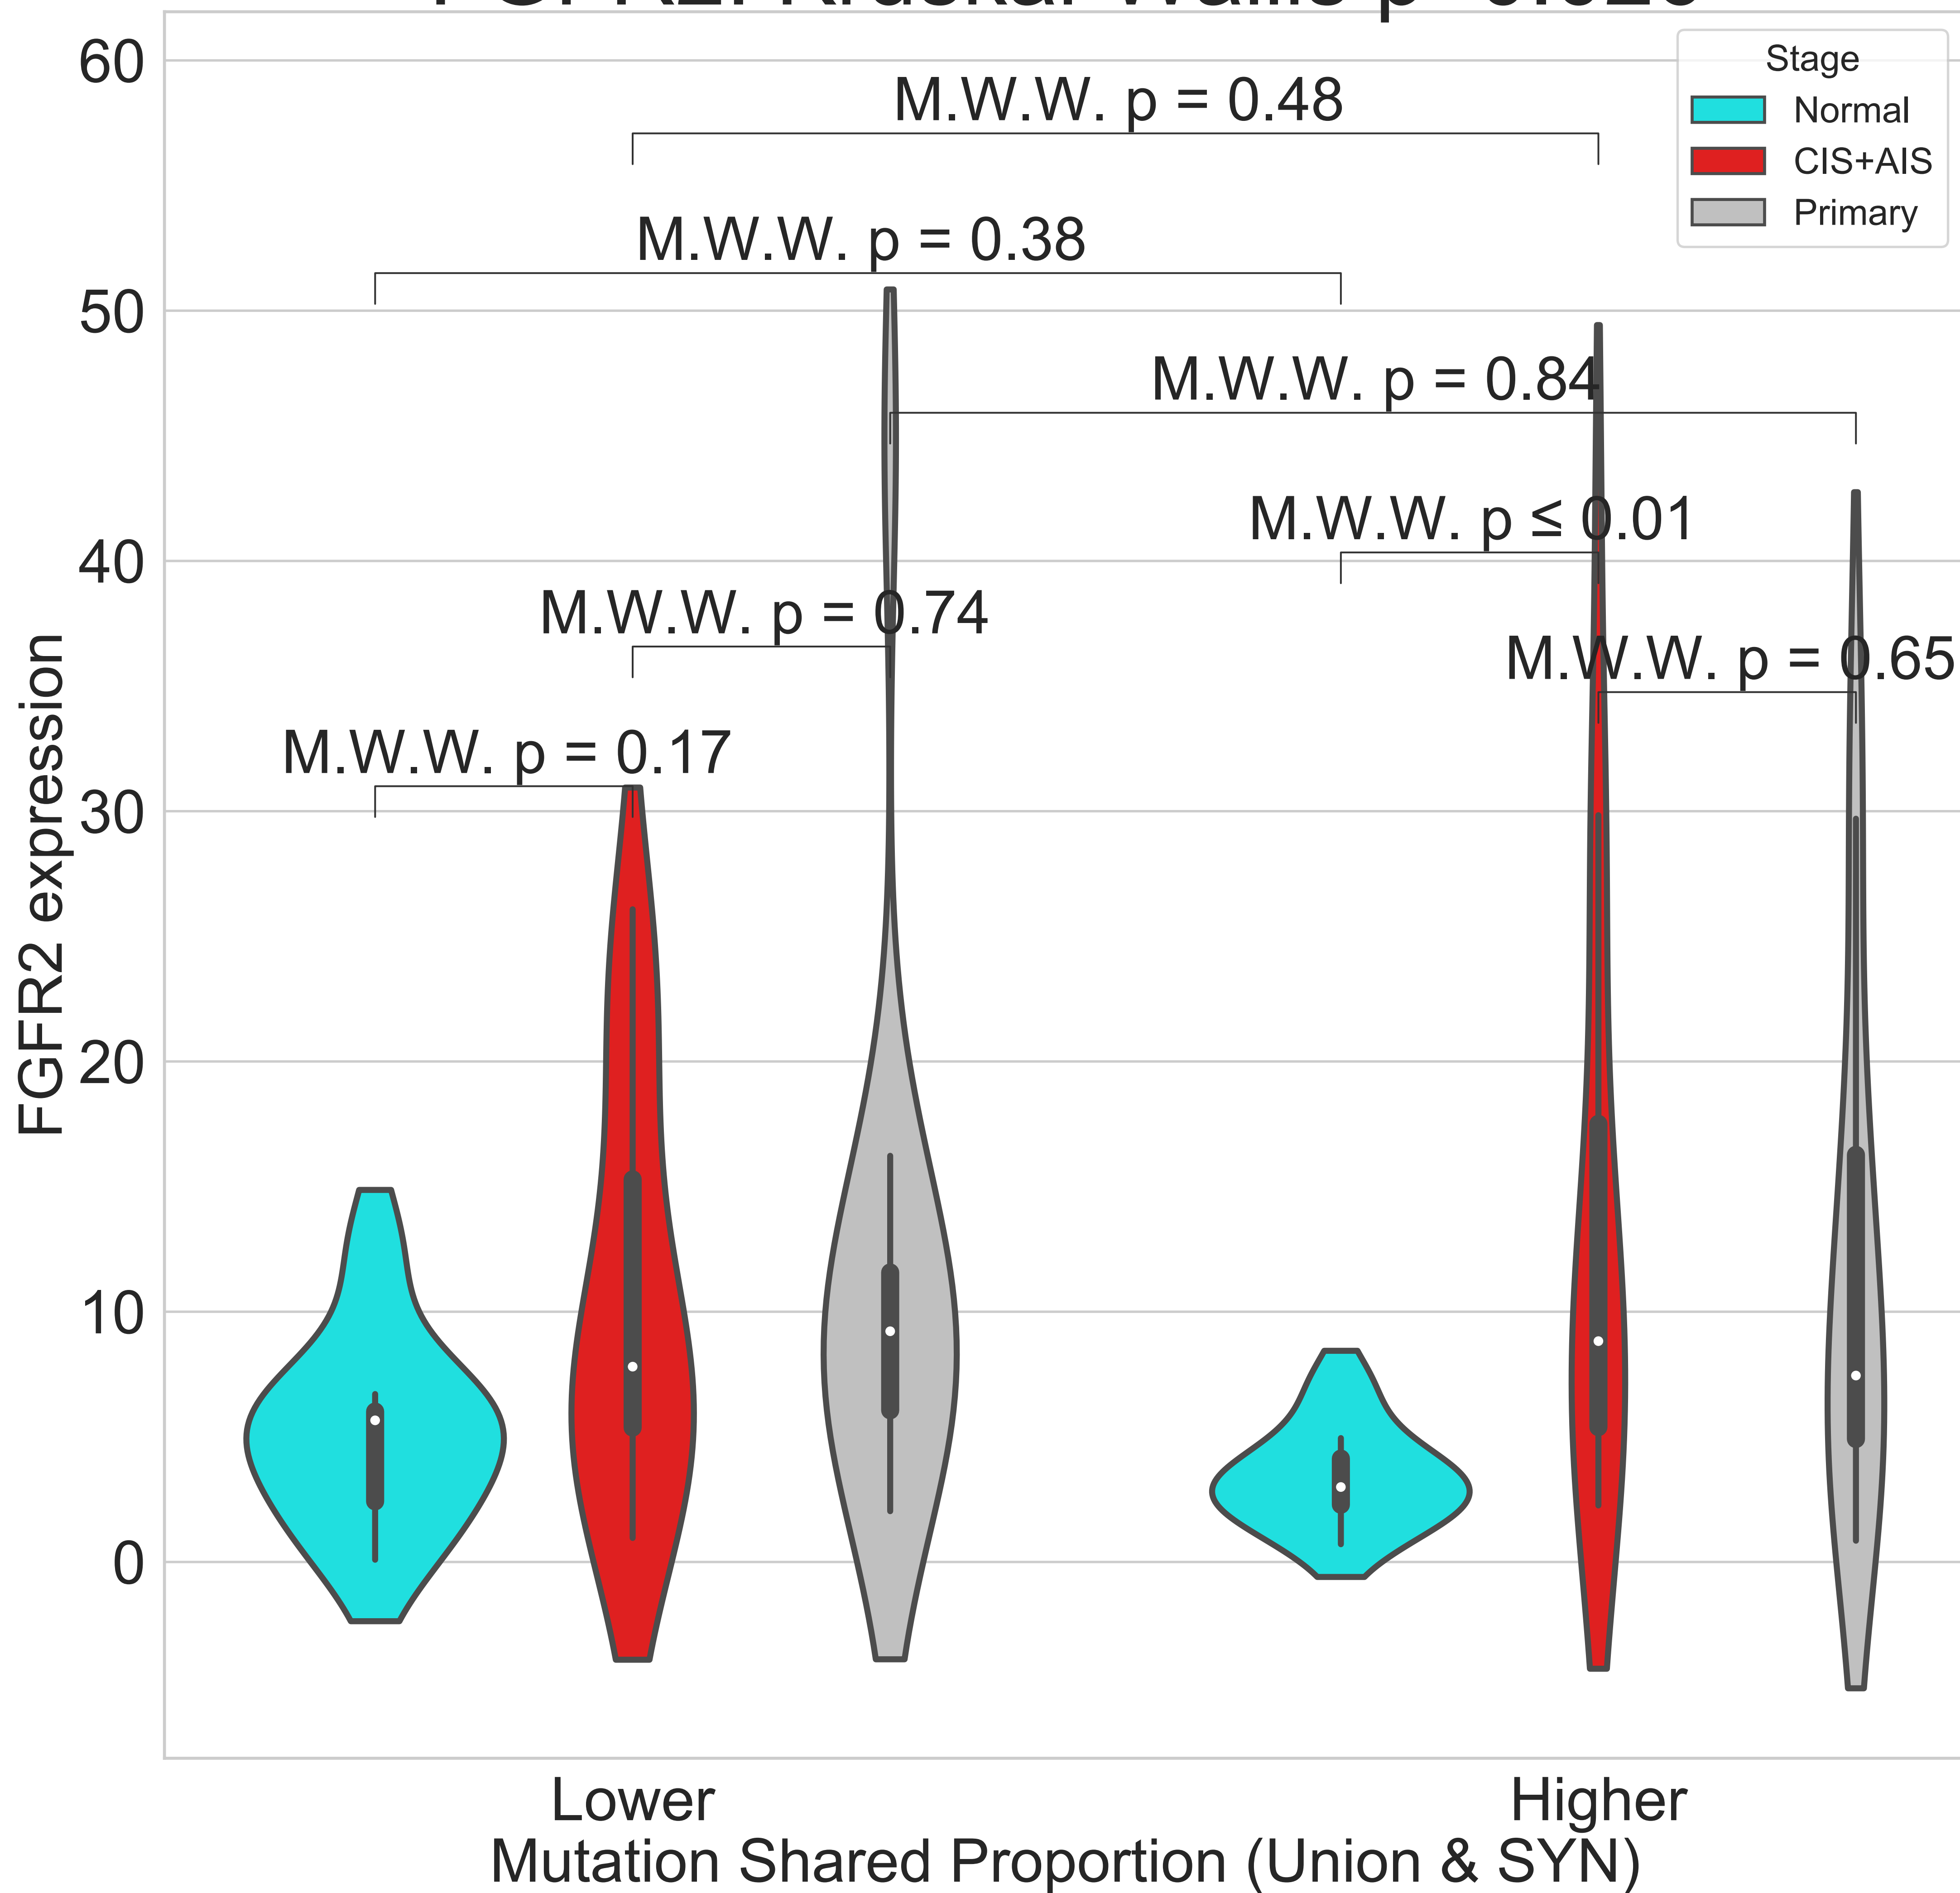 60
50
40
30
20
10
0
FGFR2 expression
M.W.W. p = 0.48
M.W.W. p = 0.38
M.W.W. p = 0.84
M.W.W. p ≤ 0.01
M.W.W. p = 0.74
M.W.W. p = 0.65
M.W.W. p = 0.17
Stage
Normal
CIS+AIS
Primary
Lower
Higher
Mutation Shared Proportion (Union & SYN)